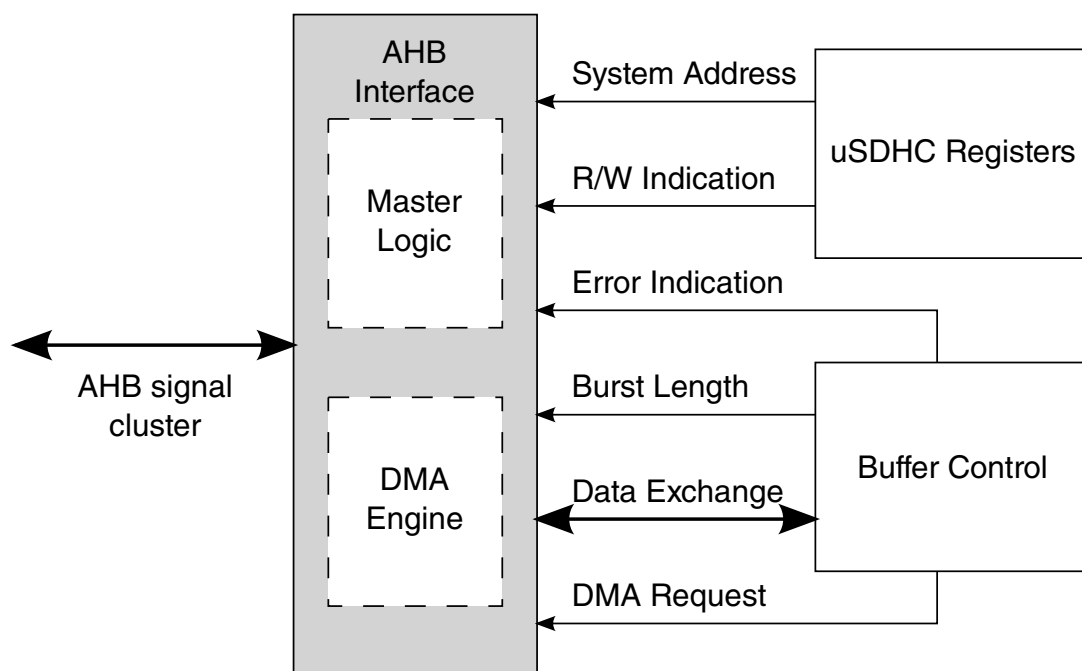 AHB
Interface
Master
Logic
DMA
Engine
AHB signal
cluster
System Address
R/W Indication
Error Indication
Burst Length
Data Exchange
DMA Request
uSDHC Registers
Buffer Control